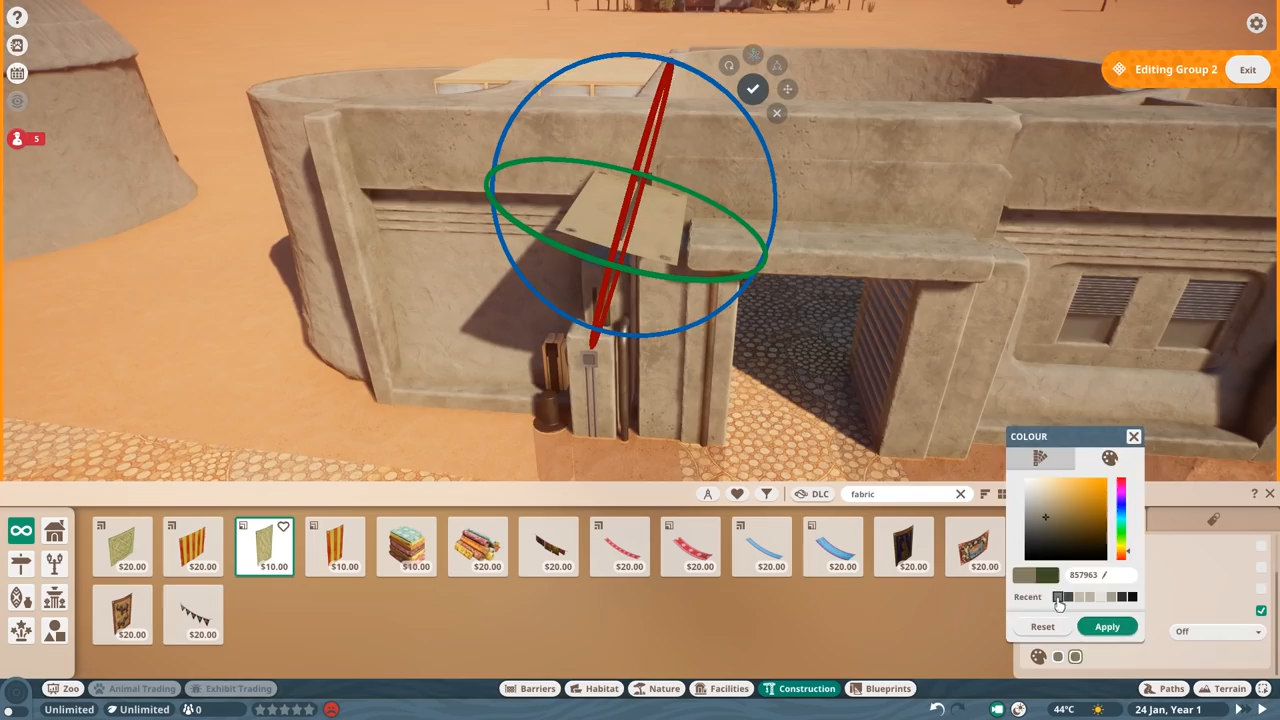 ?
Editing Group 2
Exit
5
DLC
fabric
? ×
$20.00
$20.00
$10.00
$10.00
$10.00
$20.00
$20.00
$20.00
$20.00
$20.00
$20.00
$20.00
$20.00
$20.00
$20.00
COLOUR
857963 /
Recent
Reset
Apply
Off
Zoo
Animal Trading
Exhibit Trading
Barriers
Habitat
Nature
Facilities
Construction
Blueprints
Paths
Terrain
Unlimited
Unlimited
0
44°C
24 Jan, Year 1